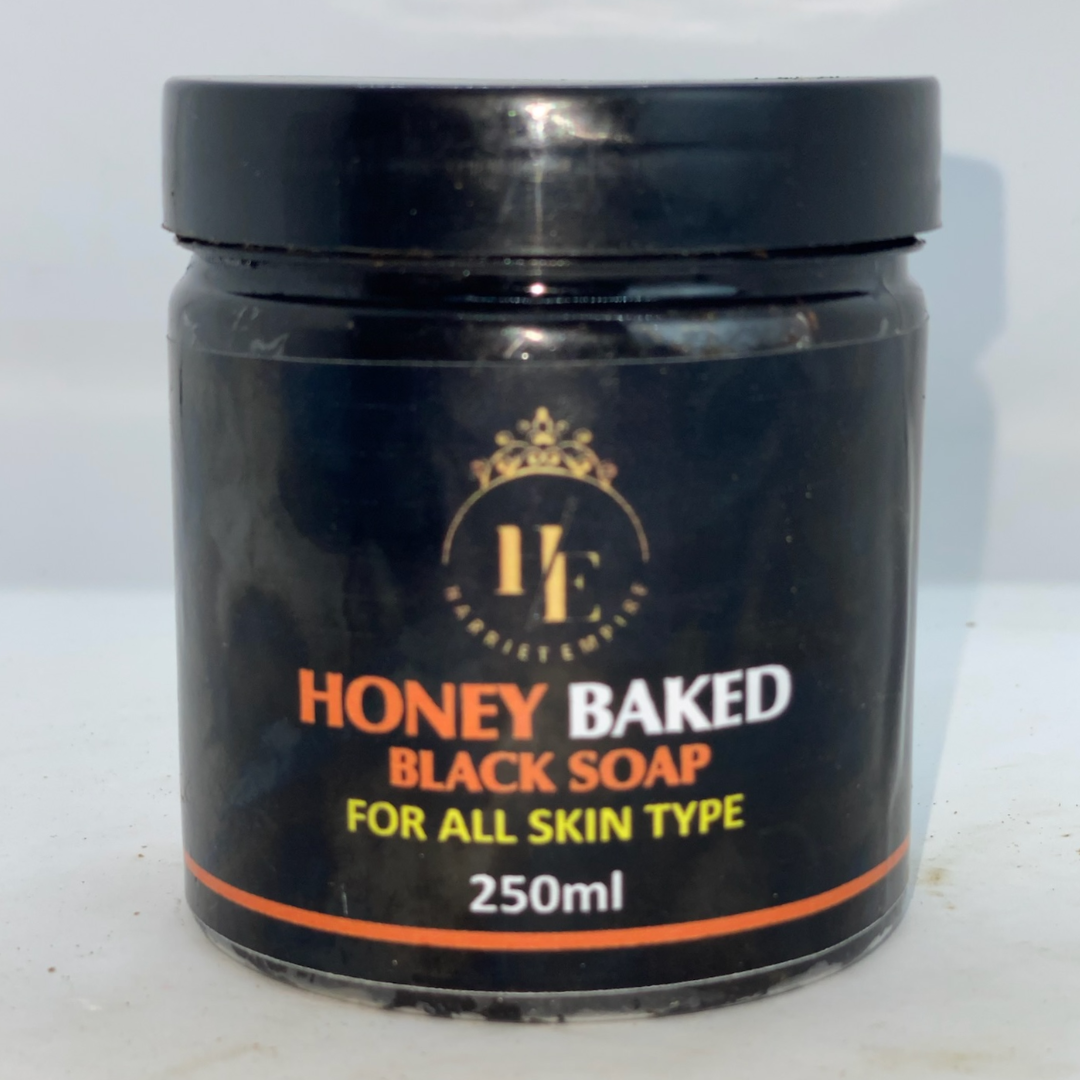 HE
HARRIET EMPIRE
HONEY BAKED
BLACK SOAP
FOR ALL SKIN TYPE
250ml